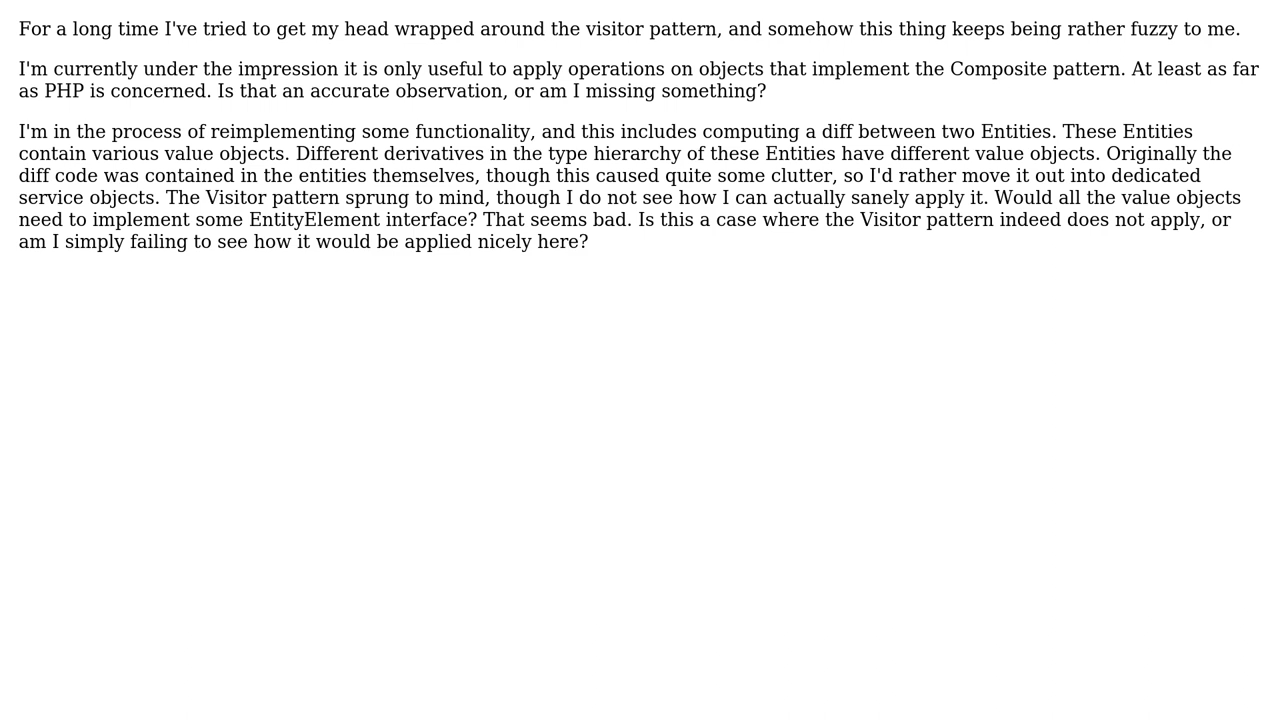 For a long time I've tried to get my head wrapped around the visitor pattern, and somehow this thing keeps being rather fuzzy to me.
I'm currently under the impression it is only useful to apply operations on objects that implement the Composite pattern. At least as far
as PHP is concerned. Is that an accurate observation, or am I missing something?
I'm in the process of reimplementing some functionality, and this includes computing a diff between two Entities. These Entities
contain various value objects. Different derivatives in the type hierarchy of these Entities have different value objects. Originally the
diff code was contained in the entities themselves, though this caused quite some clutter, so I'd rather move it out into dedicated
service objects. The Visitor pattern sprung to mind, though I do not see how I can actually sanely apply it. Would all the value objects
need to implement some EntityElement interface? That seems bad. Is this a case where the Visitor pattern indeed does not apply, or
am I simply failing to see how it would be applied nicely here?